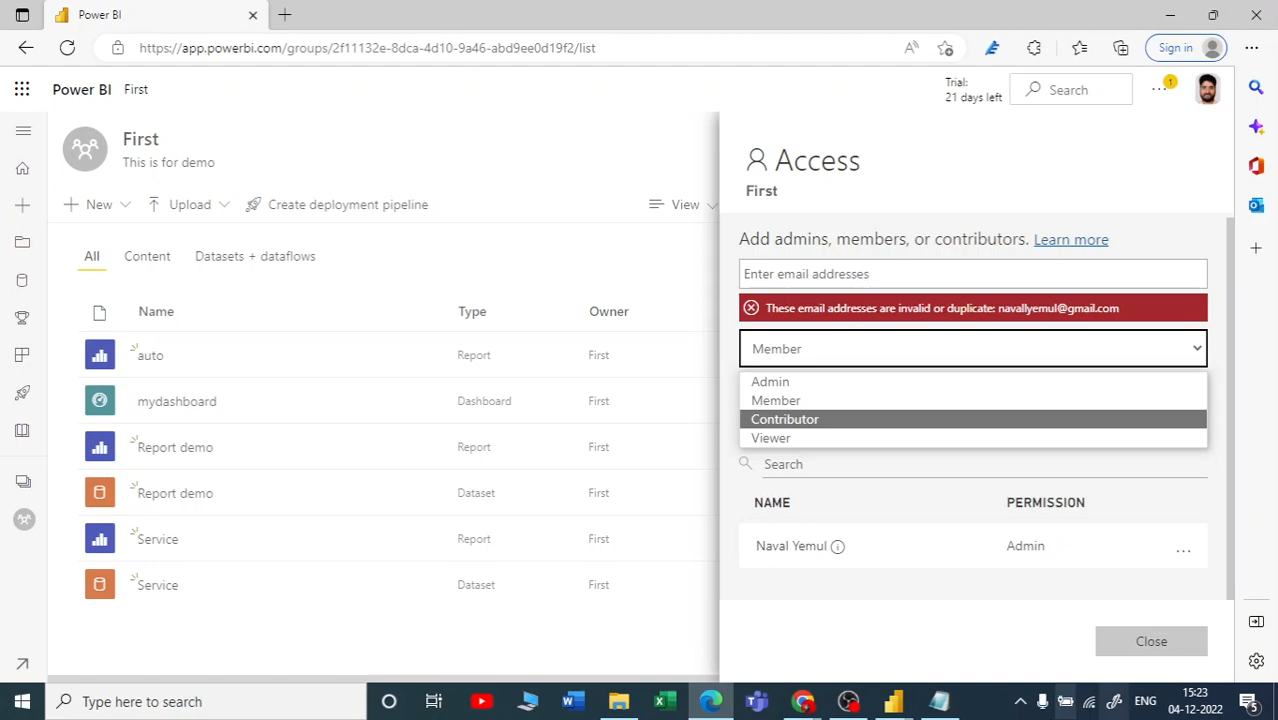 Power BI
https://app.powerbi.com/groups/2f11132e-8dca-4d10-9a46-abd9ee0d19f2/list
Sign in
Power BI First
Trial:
21 days left
Search
1
First
This is for demo
New Upload Create deployment pipeline View
All Content Datasets + dataflows
Name Type Owner
auto Report First
mydashboard Dashboard First
Report demo Report First
Report demo Dataset First
Service Report First
Service Dataset First
Access
First
Add admins, members, or contributors. Learn more
Enter email addresses
These email addresses are invalid or duplicate: navallyemul@gmail.com
Member
Admin
Member
Contributor
Viewer
Search
NAME PERMISSION
Naval Yemul Admin
Close
Type here to search
ENG
15:23
04-12-2022
5